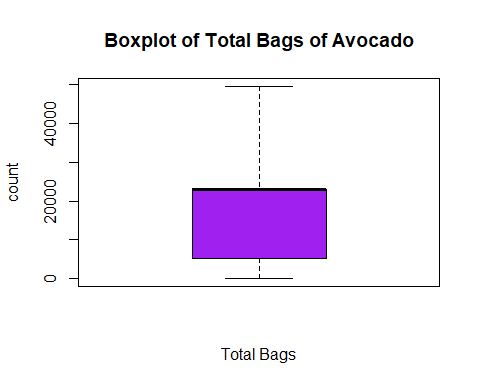 Boxplot of Total Bags of Avocado
count
40000
20000
0
Total Bags